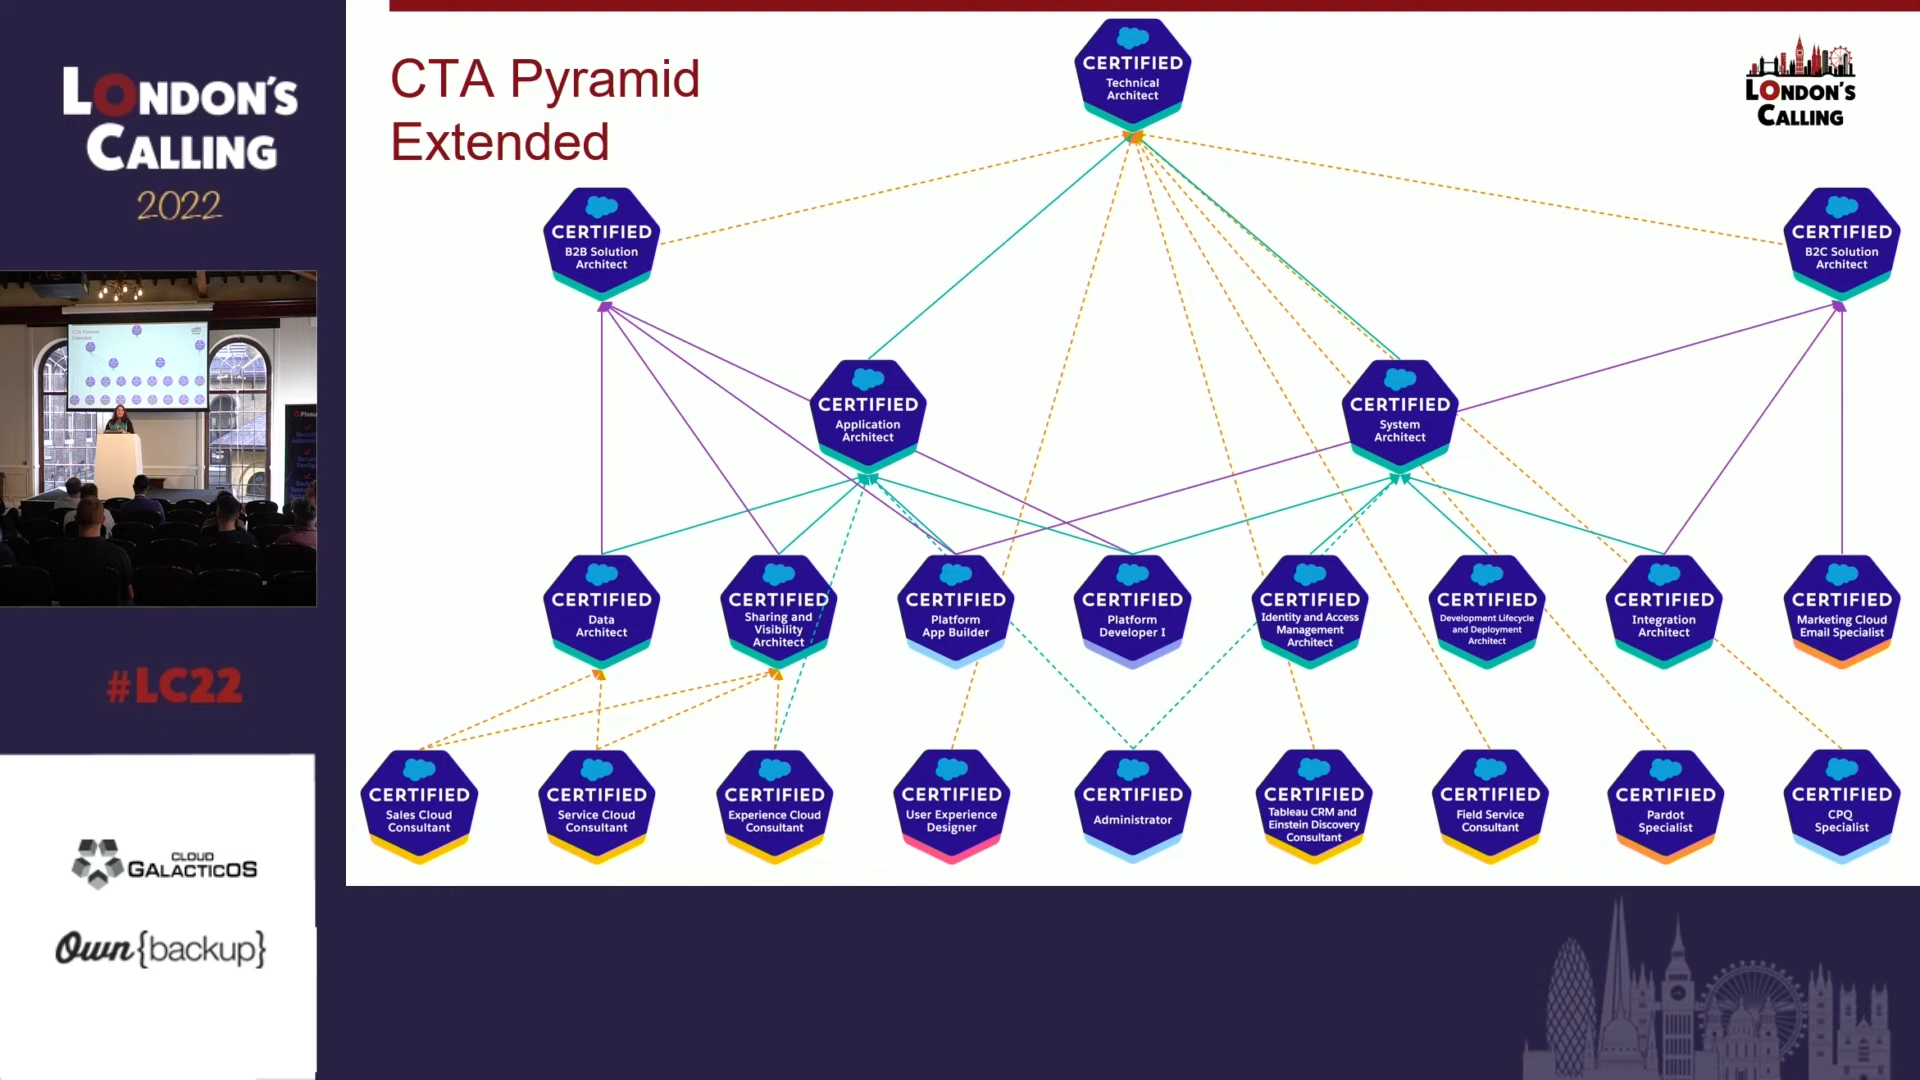 LONDON'S
CALLING
2022
#LC22
CLOUD
GALACTICOS
Own{backup}
CTA Pyramid
Extended
LONDON'S
CALLING
CERTIFIED
Technical
Architect
CERTIFIED
B2B Solution
Architect
CERTIFIED
B2C Solution
Architect
CERTIFIED
Application
Architect
CERTIFIED
System
Architect
CERTIFIED
Data
Architect
CERTIFIED
Sharing and
Visibility
Architect
CERTIFIED
Platform
App Builder
CERTIFIED
Platform
Developer I
CERTIFIED
Identity and Access
Management
Architect
CERTIFIED
Development Lifecycle
and Deployment
Architect
CERTIFIED
Integration
Architect
CERTIFIED
Marketing Cloud
Email Specialist
CERTIFIED
Sales Cloud
Consultant
CERTIFIED
Service Cloud
Consultant
CERTIFIED
Experience Cloud
Consultant
CERTIFIED
User Experience
Designer
CERTIFIED
Administrator
CERTIFIED
Tableau CRM and
Einstein Discovery
Consultant
CERTIFIED
Field Service
Consultant
CERTIFIED
Pardot
Specialist
CERTIFIED
CPQ
Specialist
CTA Pyramid
Extended